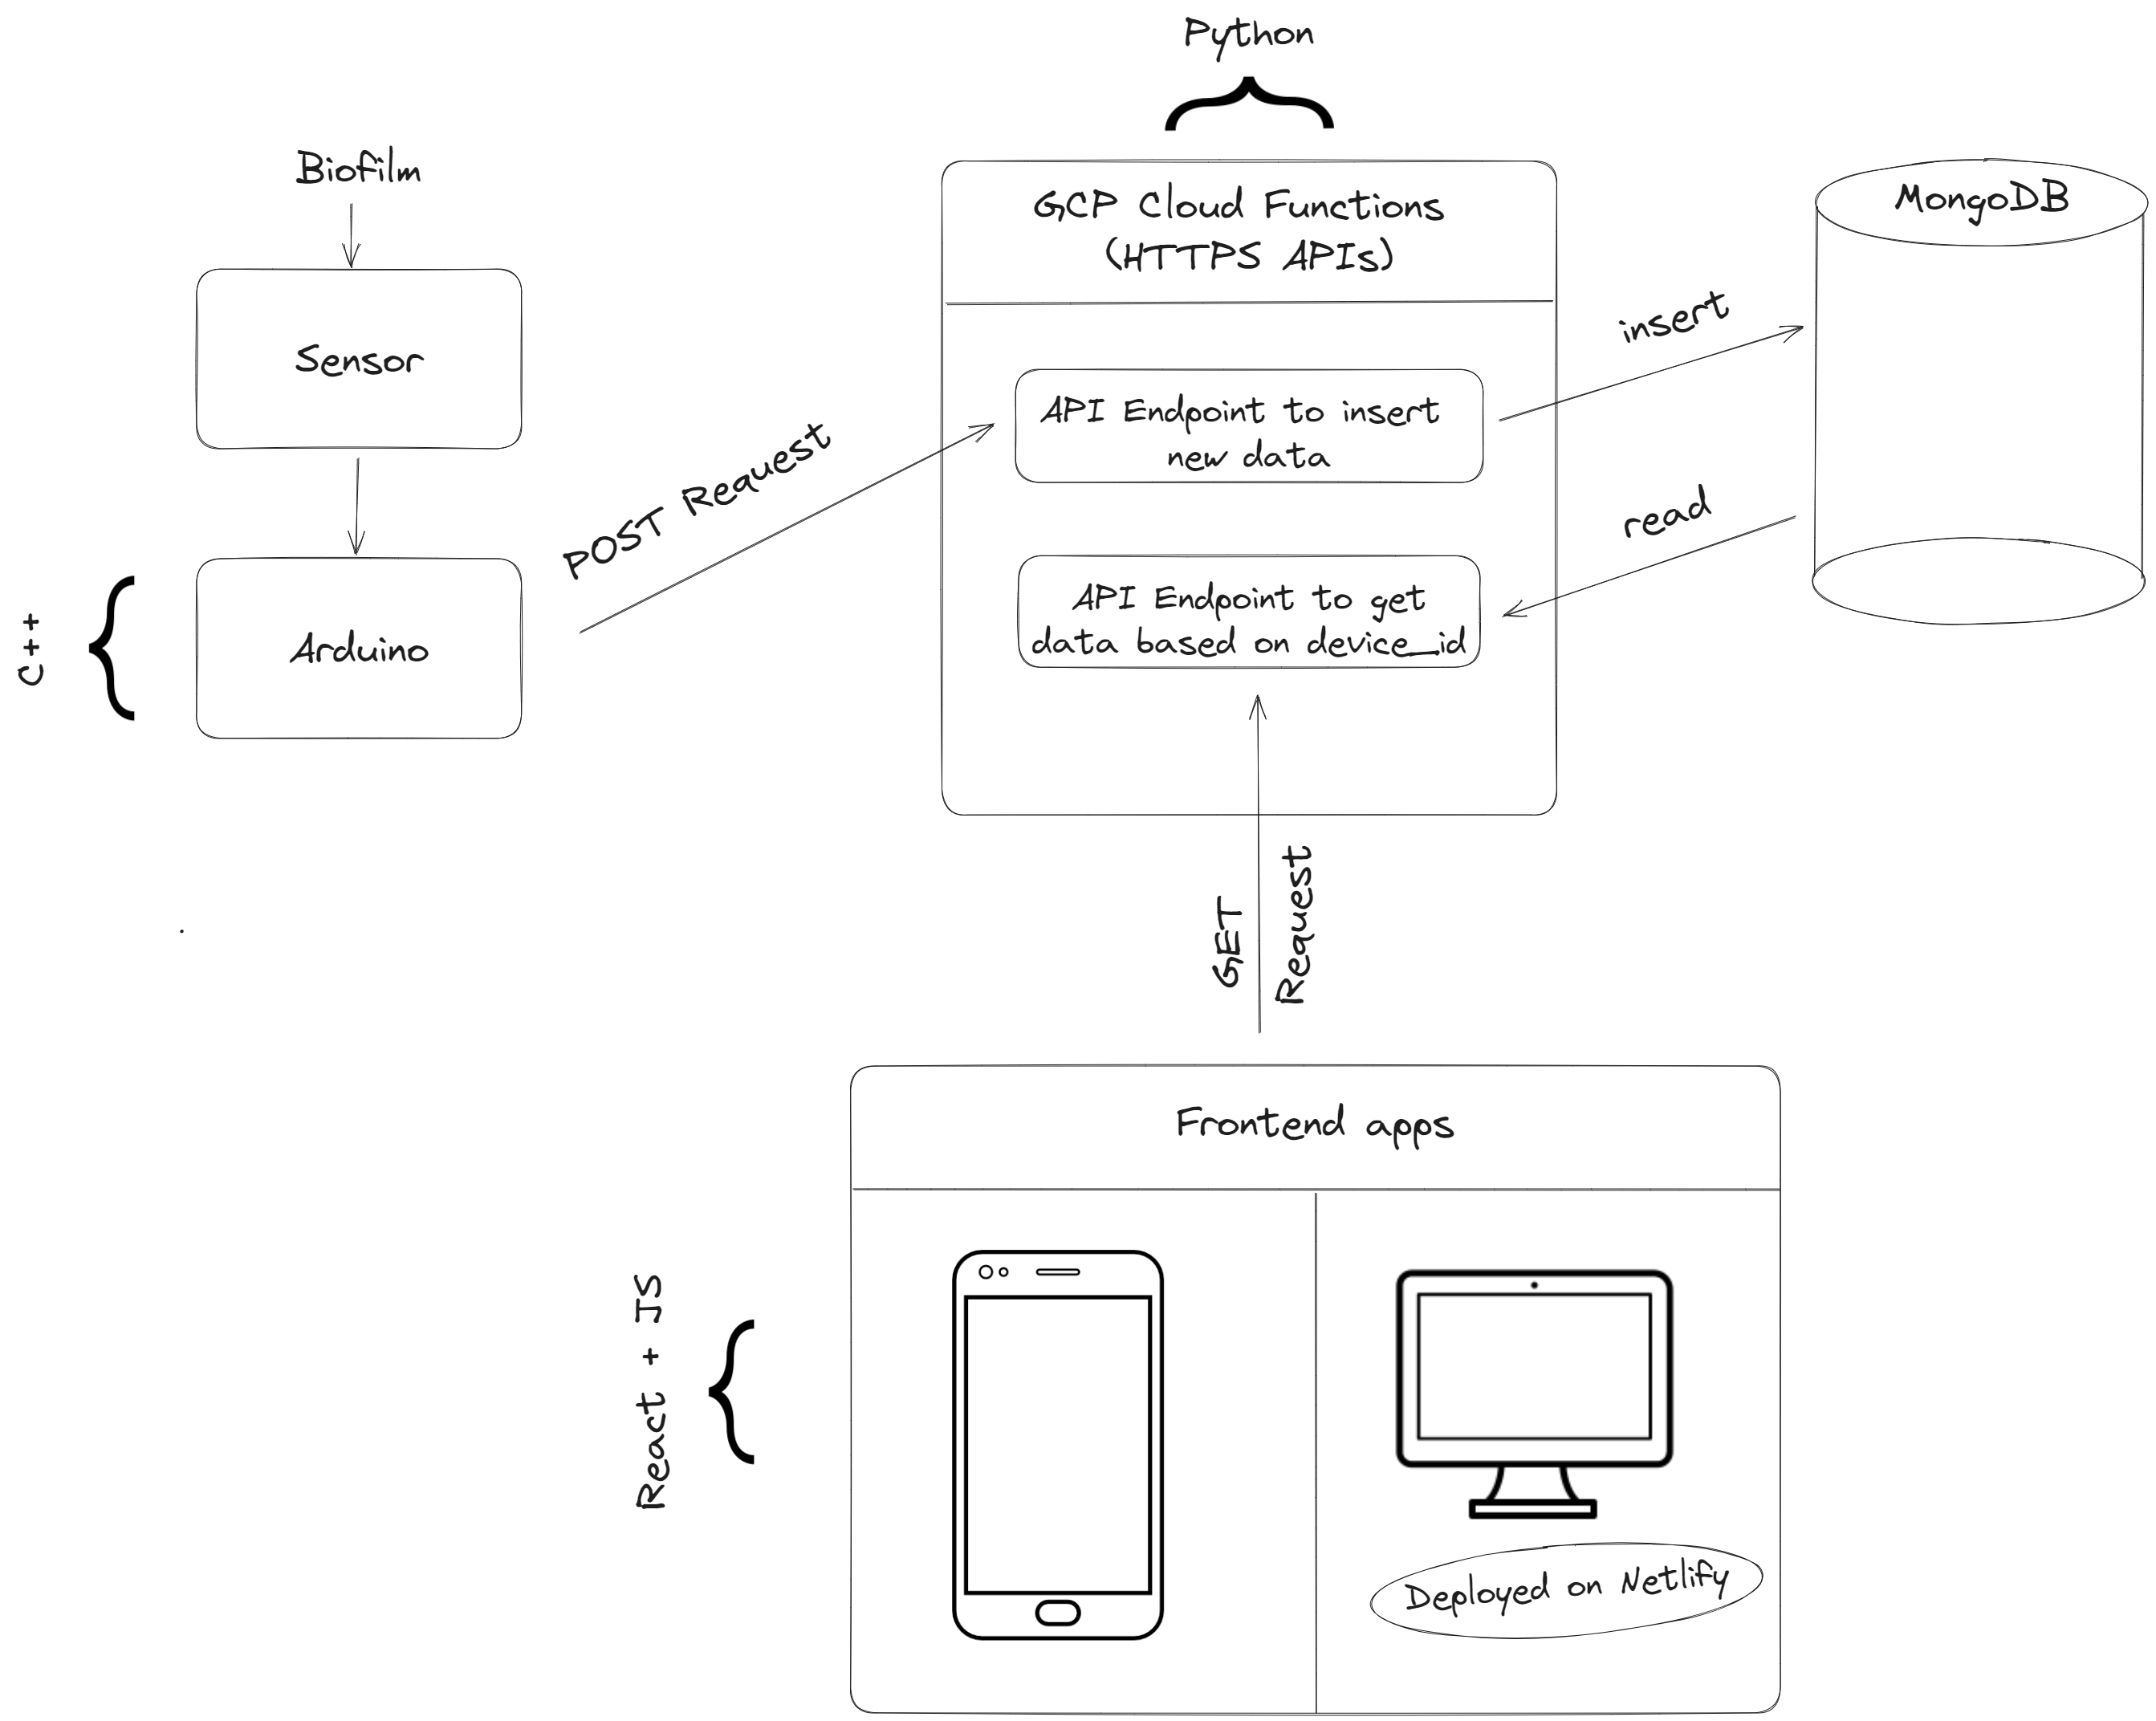 Python
Biofilm
GCP Cloud Functions
(HTTPS APIs)
MongoDB
Sensor
insert
API Endpoint to insert
new data
POST Request
read
C++
Arduino
API Endpoint to get
data based on device_id
GET
Request
Frontend apps
React + JS
Deployed on Netlify